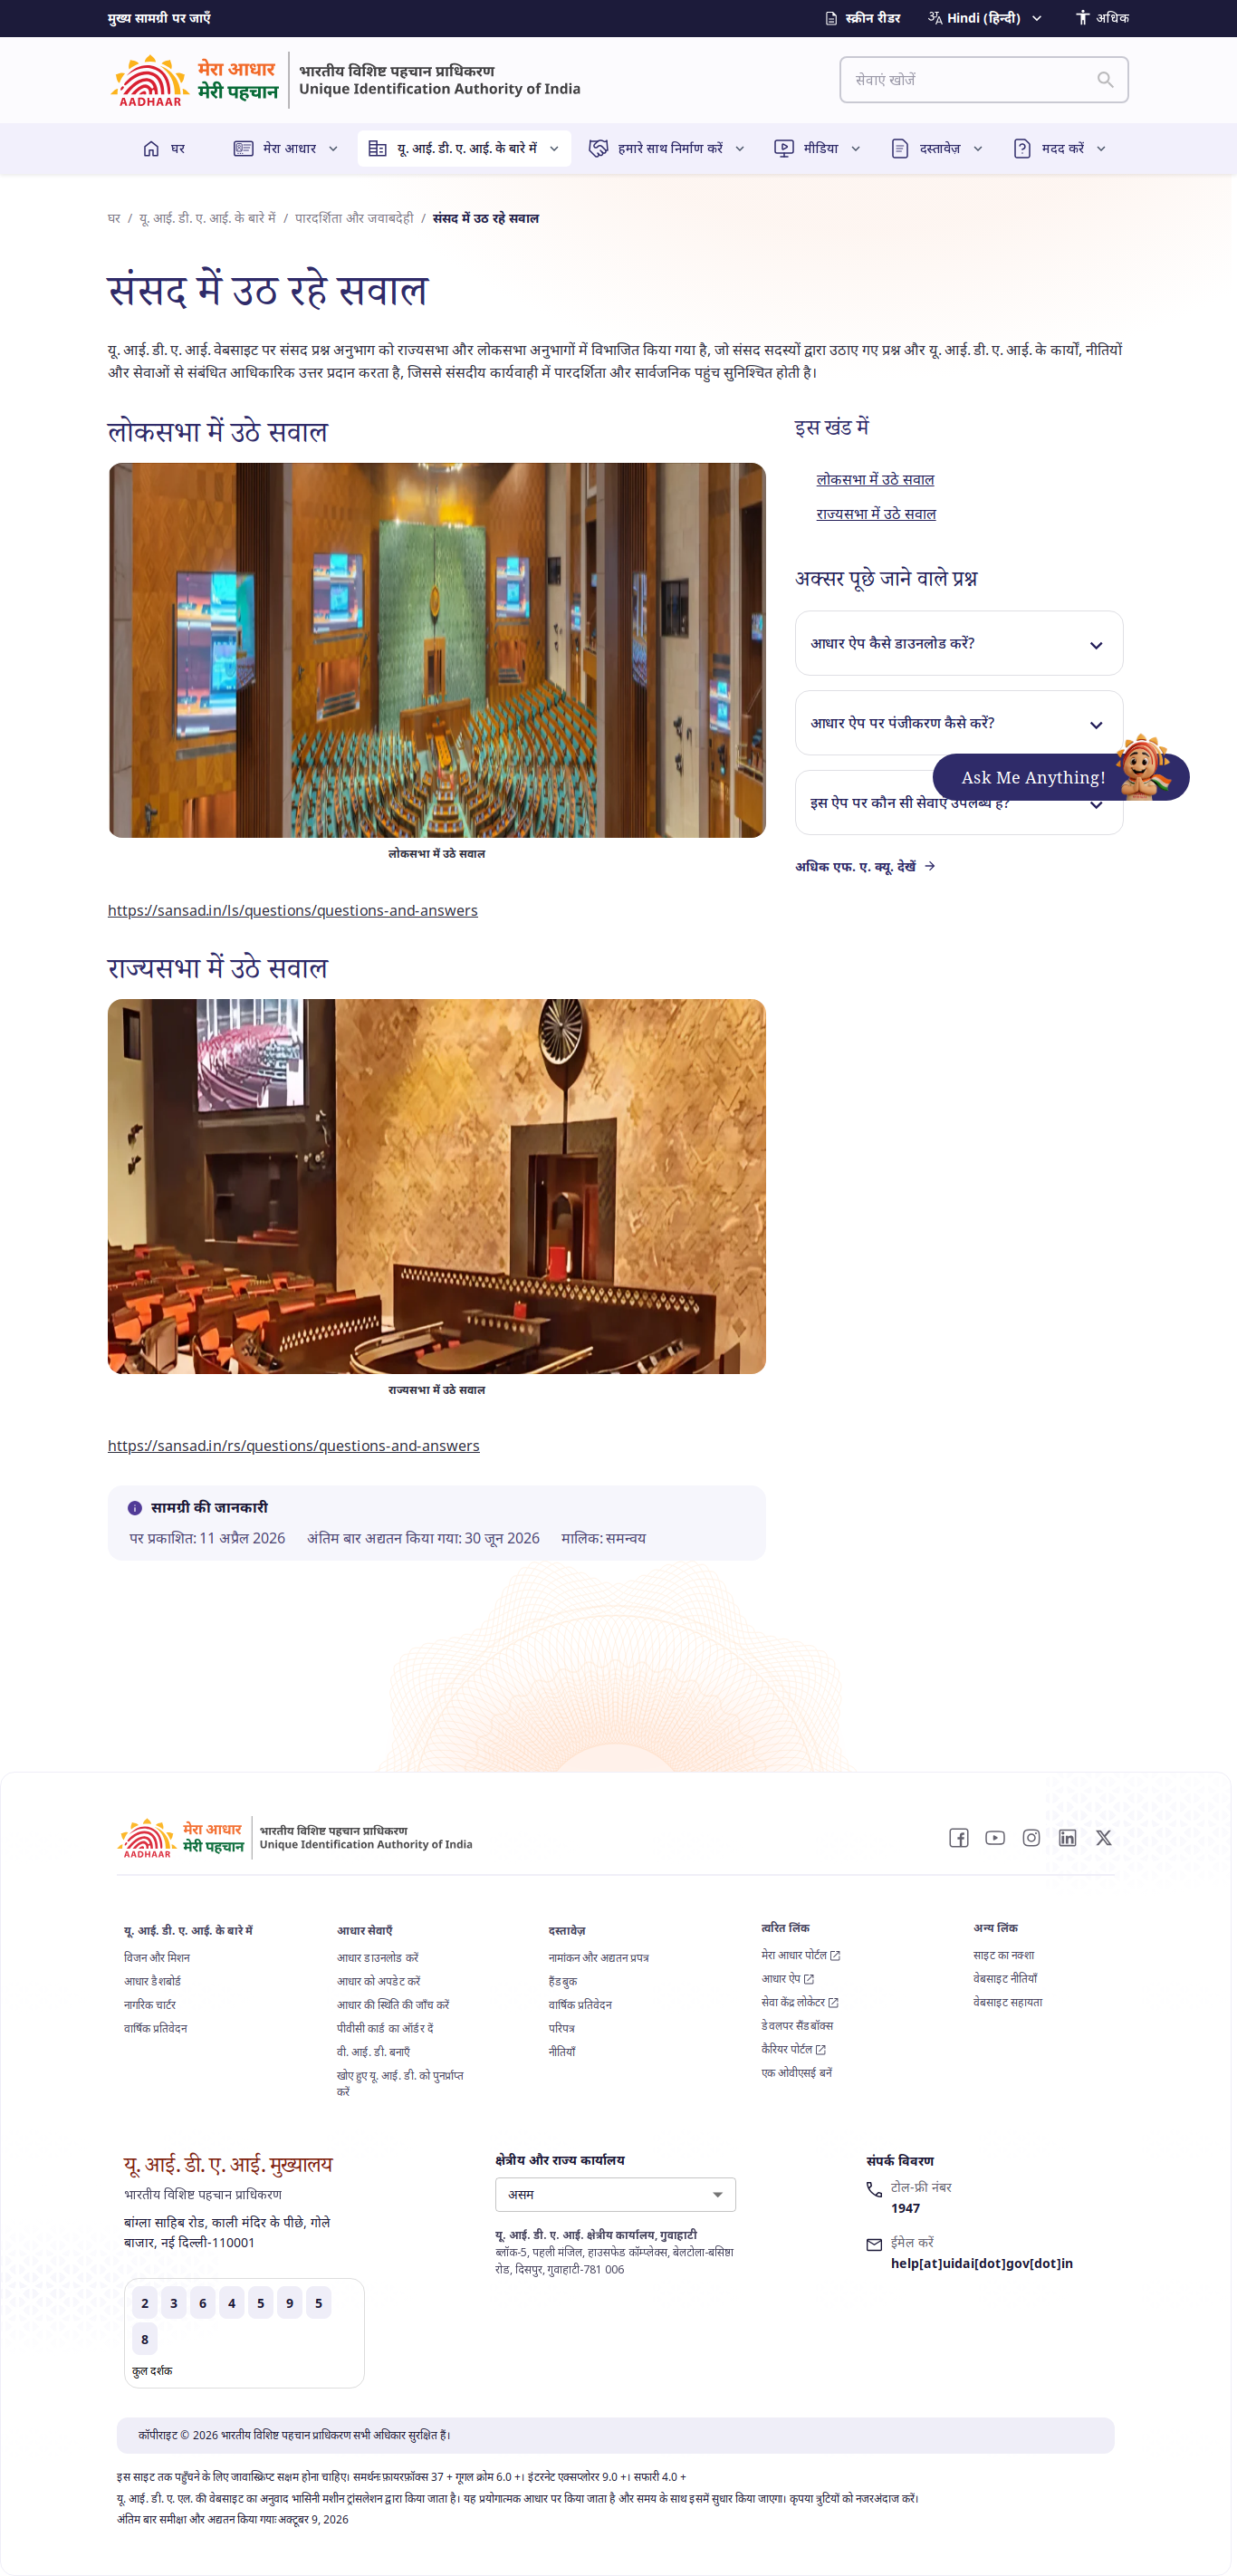 मुख्य सामग्री पर जाएँ
स्क्रीन रीडर
Hindi (हिन्दी)
अधिक
AADHAAR
मेरा आधार
मेरी पहचान
भारतीय विशिष्ट पहचान प्राधिकरण
Unique Identification Authority of India
सेवाएं खोजें
घर
मेरा आधार
यू. आई. डी. ए. आई. के बारे में
हमारे साथ निर्माण करें
मीडिया
दस्तावेज़
मदद करें
घर / यू. आई. डी. ए. आई. के बारे में / पारदर्शिता और जवाबदेही / संसद में उठ रहे सवाल
संसद में उठ रहे सवाल
यू. आई. डी. ए. आई. वेबसाइट पर संसद प्रश्न अनुभाग को राज्यसभा और लोकसभा अनुभागों में विभाजित किया गया है, जो संसद सदस्यों द्वारा उठाए गए प्रश्न और यू. आई. डी. ए. आई. के कार्यों, नीतियों
और सेवाओं से संबंधित आधिकारिक उत्तर प्रदान करता है, जिससे संसदीय कार्यवाही में पारदर्शिता और सार्वजनिक पहुंच सुनिश्चित होती है।
लोकसभा में उठे सवाल
लोकसभा में उठे सवाल
https://sansad.in/ls/questions/questions-and-answers
राज्यसभा में उठे सवाल
राज्यसभा में उठे सवाल
https://sansad.in/rs/questions/questions-and-answers
सामग्री की जानकारी
पर प्रकाशित: 11 अप्रैल 2026 अंतिम बार अद्यतन किया गया: 30 जून 2026 मालिक: समन्वय
इस खंड में
लोकसभा में उठे सवाल
राज्यसभा में उठे सवाल
अक्सर पूछे जाने वाले प्रश्न
आधार ऐप कैसे डाउनलोड करें?
आधार ऐप पर पंजीकरण कैसे करें?
Ask Me Anything!
इस ऐप पर कौन सी सेवाएं उपलब्ध हैं?
अधिक एफ. ए. क्यू. देखें
AADHAAR
मेरा आधार
मेरी पहचान
भारतीय विशिष्ट पहचान प्राधिकरण
Unique Identification Authority of India
यू. आई. डी. ए. आई. के बारे में
विजन और मिशन
आधार डैशबोर्ड
नागरिक चार्टर
वार्षिक प्रतिवेदन
आधार सेवाएँ
आधार डाउनलोड करें
आधार को अपडेट करें
आधार की स्थिति की जाँच करें
पीवीसी कार्ड का ऑर्डर दें
वी. आई. डी. बनाएँ
खोए हुए यू. आई. डी. को पुनर्प्राप्त
करें
दस्तावेज़
नामांकन और अद्यतन प्रपत्र
हैंडबुक
वार्षिक प्रतिवेदन
परिपत्र
नीतियाँ
त्वरित लिंक
मेरा आधार पोर्टल
आधार ऐप
सेवा केंद्र लोकेटर
डेवलपर सैंडबॉक्स
कैरियर पोर्टल
एक ओवीएसई बनें
अन्य लिंक
साइट का नक्शा
वेबसाइट नीतियाँ
वेबसाइट सहायता
यू. आई. डी. ए. आई. मुख्यालय
भारतीय विशिष्ट पहचान प्राधिकरण
बांग्ला साहिब रोड, काली मंदिर के पीछे, गोले
बाजार, नई दिल्ली-110001
2 3 6 4 5 9 5
8
कुल दर्शक
क्षेत्रीय और राज्य कार्यालय
असम
यू. आई. डी. ए. आई. क्षेत्रीय कार्यालय, गुवाहाटी
ब्लॉक-5, पहली मंजिल, हाउसफेड कॉम्प्लेक्स, बेलटोला-बसिष्ठा
रोड, दिसपुर, गुवाहाटी-781 006
संपर्क विवरण
टोल-फ्री नंबर
1947
ईमेल करें
help[at]uidai[dot]gov[dot]in
कॉपीराइट © 2026 भारतीय विशिष्ट पहचान प्राधिकरण सभी अधिकार सुरक्षित हैं।
इस साइट तक पहुँचने के लिए जावास्क्रिप्ट सक्षम होना चाहिए। समर्थनः फ़ायरफ़ॉक्स 37 + गूगल क्रोम 6.0 +। इंटरनेट एक्सप्लोरर 9.0 +। सफारी 4.0 +
यू. आई. डी. ए. एल. की वेबसाइट का अनुवाद भासिनी मशीन ट्रांसलेशन द्वारा किया जाता है। यह प्रयोगात्मक आधार पर किया जाता है और समय के साथ इसमें सुधार किया जाएगा। कृपया त्रुटियों को नजरअंदाज करें।
अंतिम बार समीक्षा और अद्यतन किया गयाः अक्टूबर 9, 2026